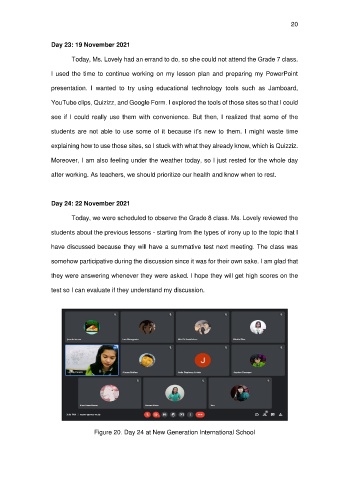 20
Day 23: 19 November 2021
Today, Ms. Lovely had an errand to do, so she could not attend the Grade 7 class.
I used the time to continue working on my lesson plan and preparing my PowerPoint
presentation. I wanted to try using educational technology tools such as Jamboard,
YouTube clips, Quizizz, and Google Form. I explored the tools of those sites so that I could
see if I could really use them with convenience. But then, I realized that some of the
students are not able to use some of it because it's new to them. I might waste time
explaining how to use those sites, so I stuck with what they already know, which is Quizziz.
Moreover, I am also feeling under the weather today, so I just rested for the whole day
after working. As teachers, we should prioritize our health and know when to rest.
Day 24: 22 November 2021
Today, we were scheduled to observe the Grade 8 class. Ms. Lovely reviewed the
students about the previous lessons - starting from the types of irony up to the topic that I
have discussed because they will have a summative test next meeting. The class was
somehow participative during the discussion since it was for their own sake. I am glad that
they were answering whenever they were asked. I hope they will get high scores on the
test so I can evaluate if they understand my discussion.
J
Figure 20. Day 24 at New Generation International School